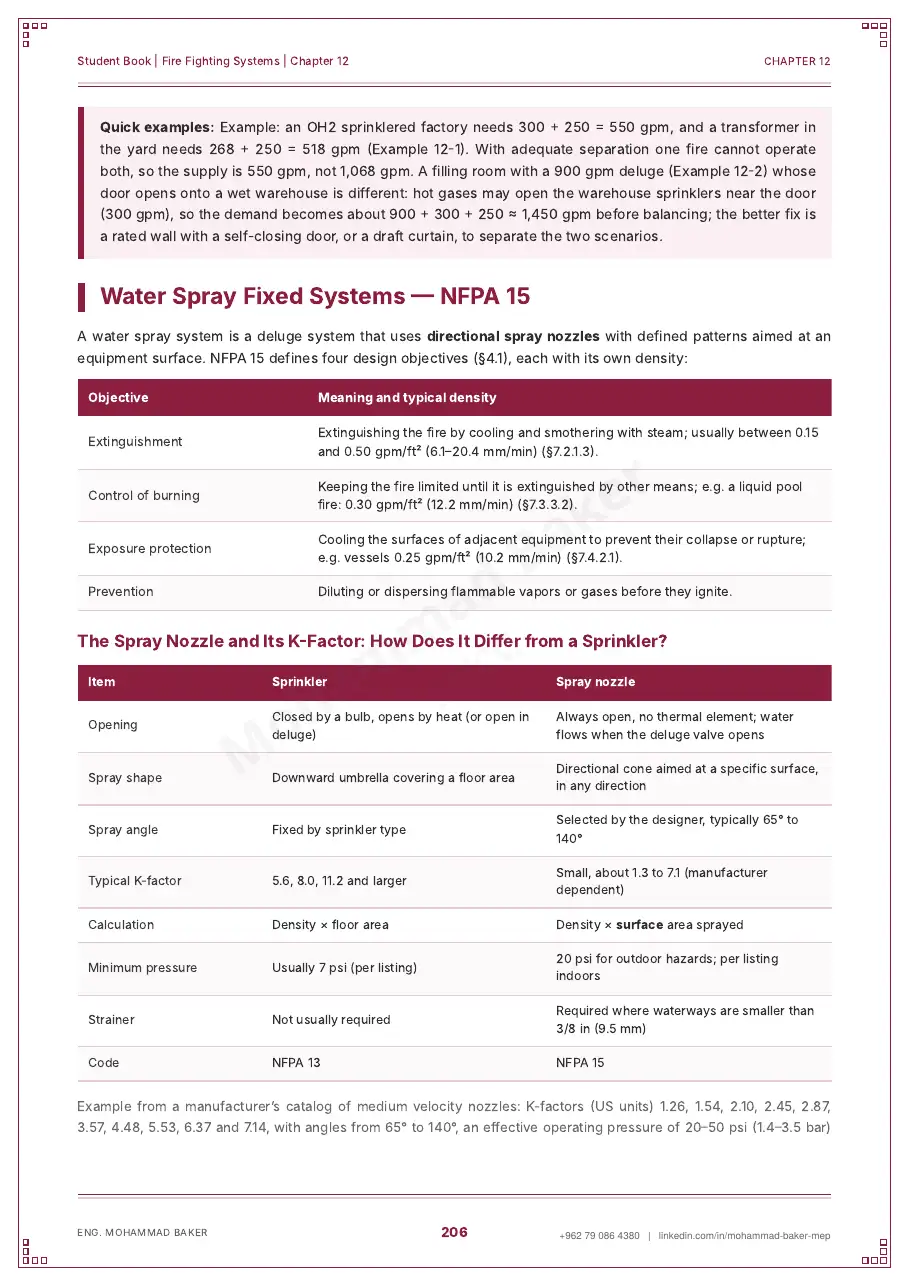 Student Book | Fire Fighting Systems | Chapter 12
CHAPTER 12
Quick examples: Example: an OH2 sprinklered factory needs 300 + 250 = 550 gpm, and a transformer in
the yard needs 268 + 250 = 518 gpm (Example 12-1). With adequate separation one fire cannot operate
both, so the supply is 550 gpm, not 1,068 gpm. A filling room with a 900 gpm deluge (Example 12-2) whose
door opens onto a wet warehouse is different: hot gases may open the warehouse sprinklers near the door
(300 gpm), so the demand becomes about 900 + 300 + 250 ≈ 1,450 gpm before balancing; the better fix is
a rated wall with a self-closing door, or a draft curtain, to separate the two scenarios.
Water Spray Fixed Systems — NFPA 15
A water spray system is a deluge system that uses directional spray nozzles with defined patterns aimed at an
equipment surface. NFPA 15 defines four design objectives (§4.1), each with its own density:
Objective
Meaning and typical density
Extinguishment
Extinguishing the fire by cooling and smothering with steam; usually between 0.15
and 0.50 gpm/ft² (6.1–20.4 mm/min) (§7.2.1.3).
Control of burning
Keeping the fire limited until it is extinguished by other means; e.g. a liquid pool
fire: 0.30 gpm/ft² (12.2 mm/min) (§7.3.3.2).
Exposure protection
Cooling the surfaces of adjacent equipment to prevent their collapse or rupture;
e.g. vessels 0.25 gpm/ft² (10.2 mm/min) (§7.4.2.1).
Prevention
Diluting or dispersing flammable vapors or gases before they ignite.
The Spray Nozzle and Its K-Factor: How Does It Differ from a Sprinkler?
Item
Sprinkler
Spray nozzle
Opening
Closed by a bulb, opens by heat (or open in
deluge)
Always open, no thermal element; water
flows when the deluge valve opens
Spray shape
Downward umbrella covering a floor area
Directional cone aimed at a specific surface,
in any direction
Spray angle
Fixed by sprinkler type
Selected by the designer, typically 65° to
140°
Typical K-factor
5.6, 8.0, 11.2 and larger
Small, about 1.3 to 7.1 (manufacturer
dependent)
Calculation
Density × floor area
Density × surface area sprayed
Minimum pressure
Usually 7 psi (per listing)
20 psi for outdoor hazards; per listing
indoors
Strainer
Not usually required
Required where waterways are smaller than
3/8 in (9.5 mm)
Code
NFPA 13
NFPA 15
Example from a manufacturer's catalog of medium velocity nozzles: K-factors (US units) 1.26, 1.54, 2.10, 2.45, 2.87,
3.57, 4.48, 5.53, 6.37 and 7.14, with angles from 65° to 140°, an effective operating pressure of 20–50 psi (1.4–3.5 bar)
Mohammad Baker
ENG. MOHAMMAD BAKER
206
+962 79 086 4380 | linkedin.com/in/mohammad-baker-mep